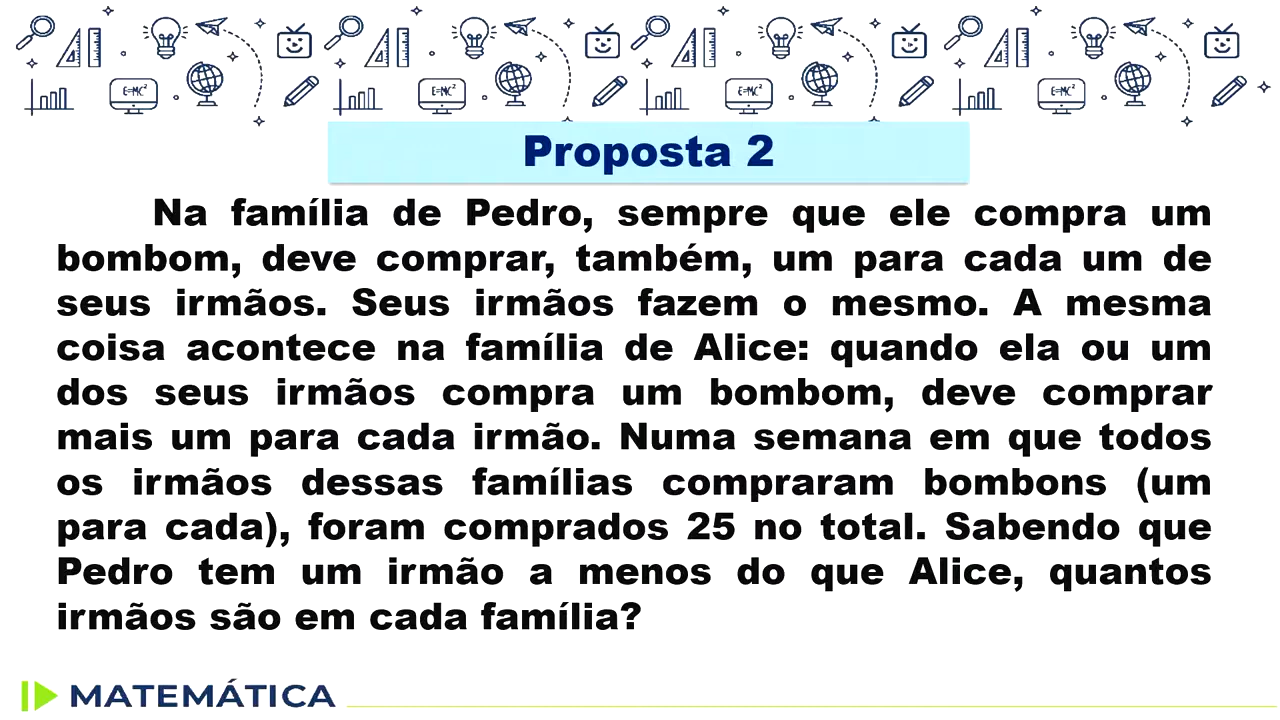 E=MC²
E=MC²
E=MC²
E=MC²
Proposta 2
Na família de Pedro, sempre que ele compra um
bombom, deve comprar, também, um para cada um de
seus irmãos. Seus irmãos fazem o mesmo. A mesma
coisa acontece na família de Alice: quando ela ou um
dos seus irmãos compra um bombom, deve comprar
mais um para cada irmão. Numa semana em que todos
os irmãos dessas famílias compraram bombons (um
para cada), foram comprados 25 no total. Sabendo que
Pedro tem um irmão a menos do que Alice, quantos
irmãos são em cada família?
MATEMÁTICA